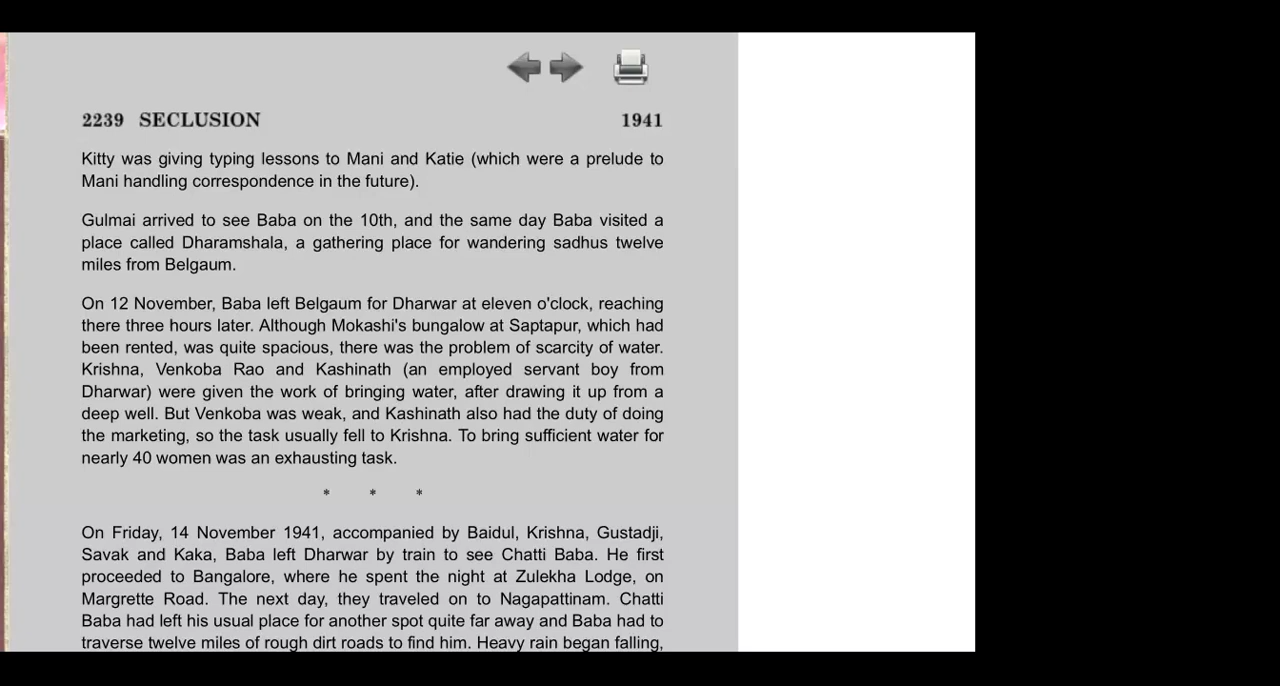 2239 SECLUSION 1941
Kitty was giving typing lessons to Mani and Katie (which were a prelude to
Mani handling correspondence in the future).
Gulmai arrived to see Baba on the 10th, and the same day Baba visited a
place called Dharamshala, a gathering place for wandering sadhus twelve
miles from Belgaum.
On 12 November, Baba left Belgaum for Dharwar at eleven o'clock, reaching
there three hours later. Although Mokashi's bungalow at Saptapur, which had
been rented, was quite spacious, there was the problem of scarcity of water.
Krishna, Venkoba Rao and Kashinath (an employed servant boy from
Dharwar) were given the work of bringing water, after drawing it up from a
deep well. But Venkoba was weak, and Kashinath also had the duty of doing
the marketing, so the task usually fell to Krishna. To bring sufficient water for
nearly 40 women was an exhausting task.
* * *
On Friday, 14 November 1941, accompanied by Baidul, Krishna, Gustadji,
Savak and Kaka, Baba left Dharwar by train to see Chatti Baba. He first
proceeded to Bangalore, where he spent the night at Zulekha Lodge, on
Margrette Road. The next day, they traveled on to Nagapattinam. Chatti
Baba had left his usual place for another spot quite far away and Baba had to
traverse twelve miles of rough dirt roads to find him. Heavy rain began falling,